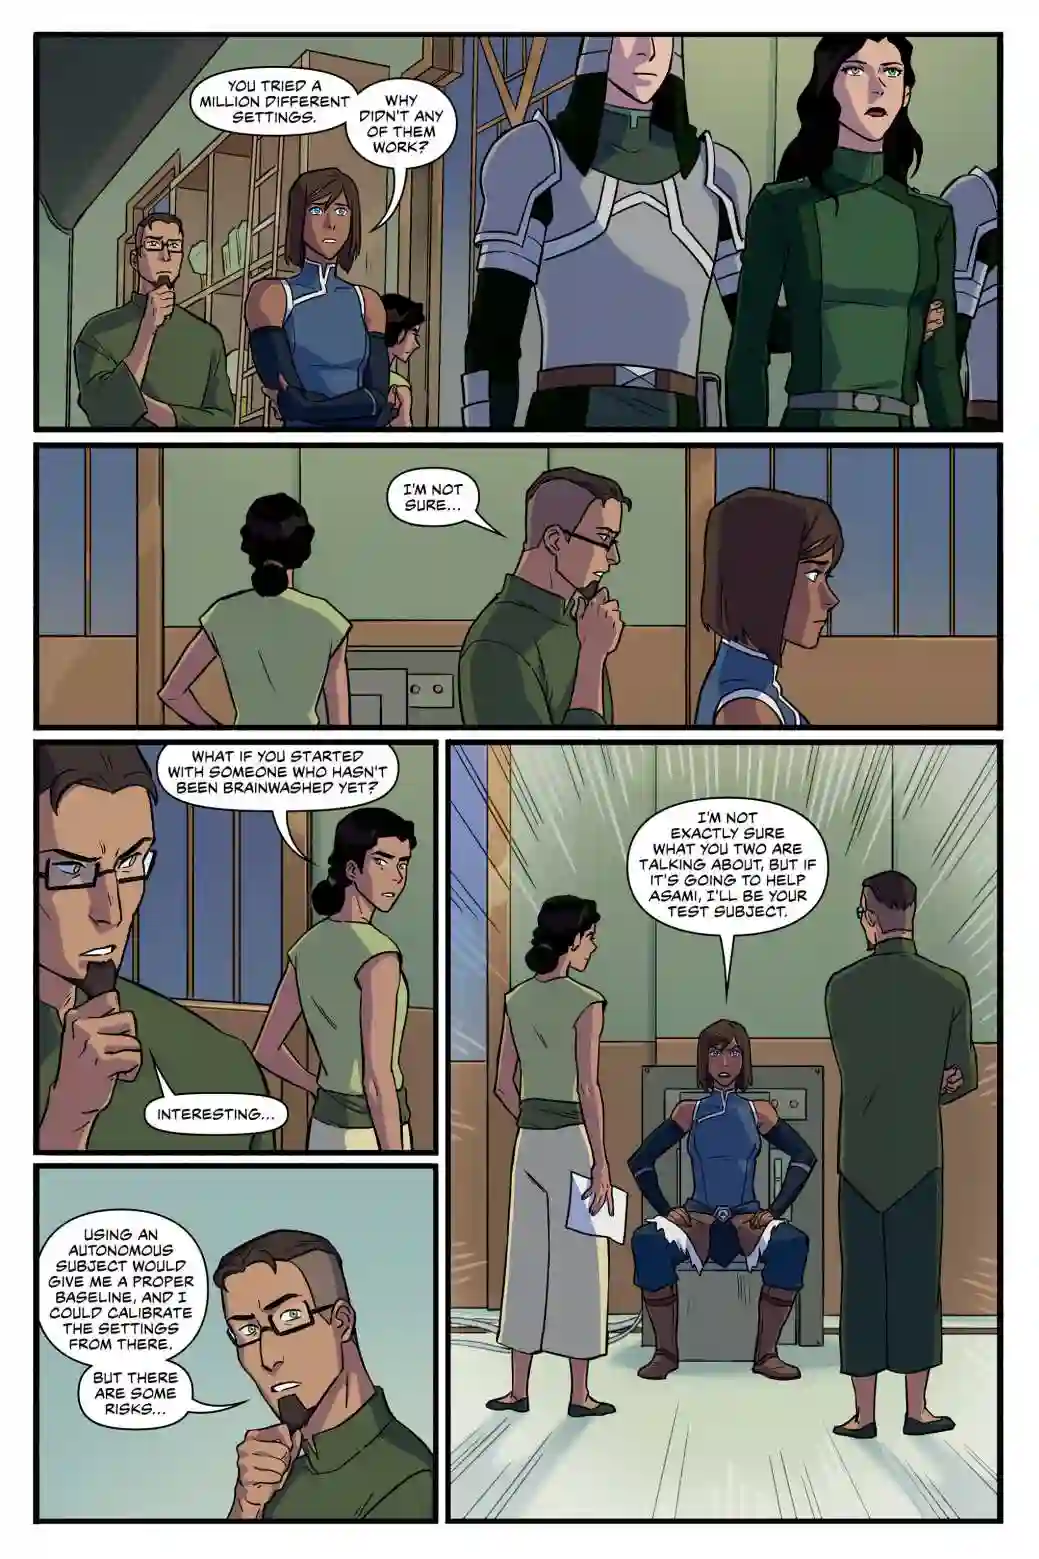 YOU TRIED A
MILLION DIFFERENT
SETTINGS.
WHY
DIDN'T ANY
OF THEM
WORK?
I'M NOT
SURE...
WHAT IF YOU STARTED
WITH SOMEONE WHO HASN'T
BEEN BRAINWASHED YET?
INTERESTING...
USING AN
AUTONOMOUS
SUBJECT WOULD
GIVE ME A PROPER
BASELINE, AND I
COULD CALIBRATE
THE SETTINGS
FROM THERE.
BUT THERE
ARE SOME
RISKS...
I'M NOT
EXACTLY SURE
WHAT YOU TWO ARE
TALKING ABOUT, BUT IF
IT'S GOING TO HELP
ASAMI, I'LL BE YOUR
TEST SUBJECT.